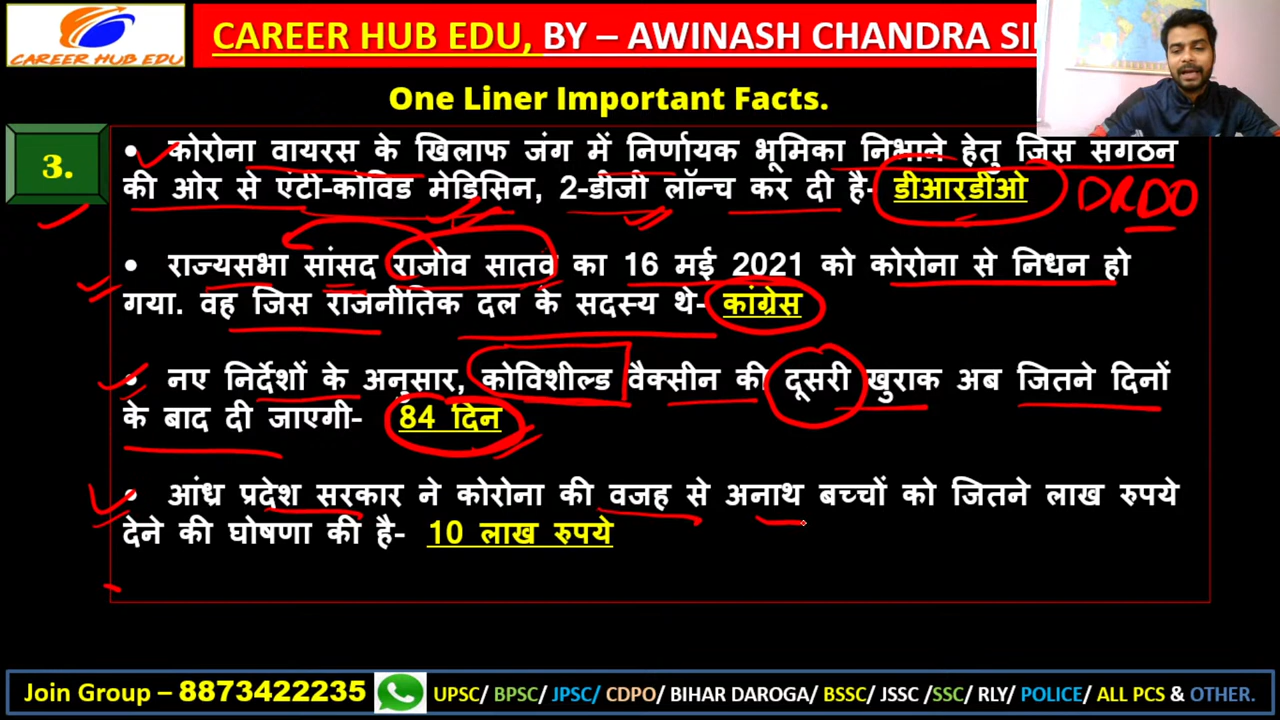 CAREER HUB EDU
CAREER HUB EDU, BY – AWINASH CHANDRA
One Liner Important Facts.
3.
• कोरोना वायरस के खिलाफ जंग में निर्णायक भूमिका निभाने हेतु जिस संगठन
की ओर से एंटी-कोविड मेडिसिन, 2-डीजी लॉन्च कर दी है- डीआरडीओ DRDO
• राज्यसभा सांसद राजीव सातव का 16 मई 2021 को कोरोना से निधन हो
गया. वह जिस राजनीतिक दल के सदस्य थे- कांग्रेस
• नए निर्देशों के अनुसार, कोविशील्ड वैक्सीन की दूसरी खुराक अब जितने दिनों
के बाद दी जाएगी- 84 दिन
• आंध्र प्रदेश सरकार ने कोरोना की वजह से अनाथ बच्चों को जितने लाख रुपये
देने की घोषणा की है- 10 लाख रुपये
Join Group – 8873422235 UPSC/ BPSC/ JPSC/ CDPO/ BIHAR DAROGA/ BSSC/ JSSC /SSC/ RLY/ POLICE/ ALL PCS & OTHER.